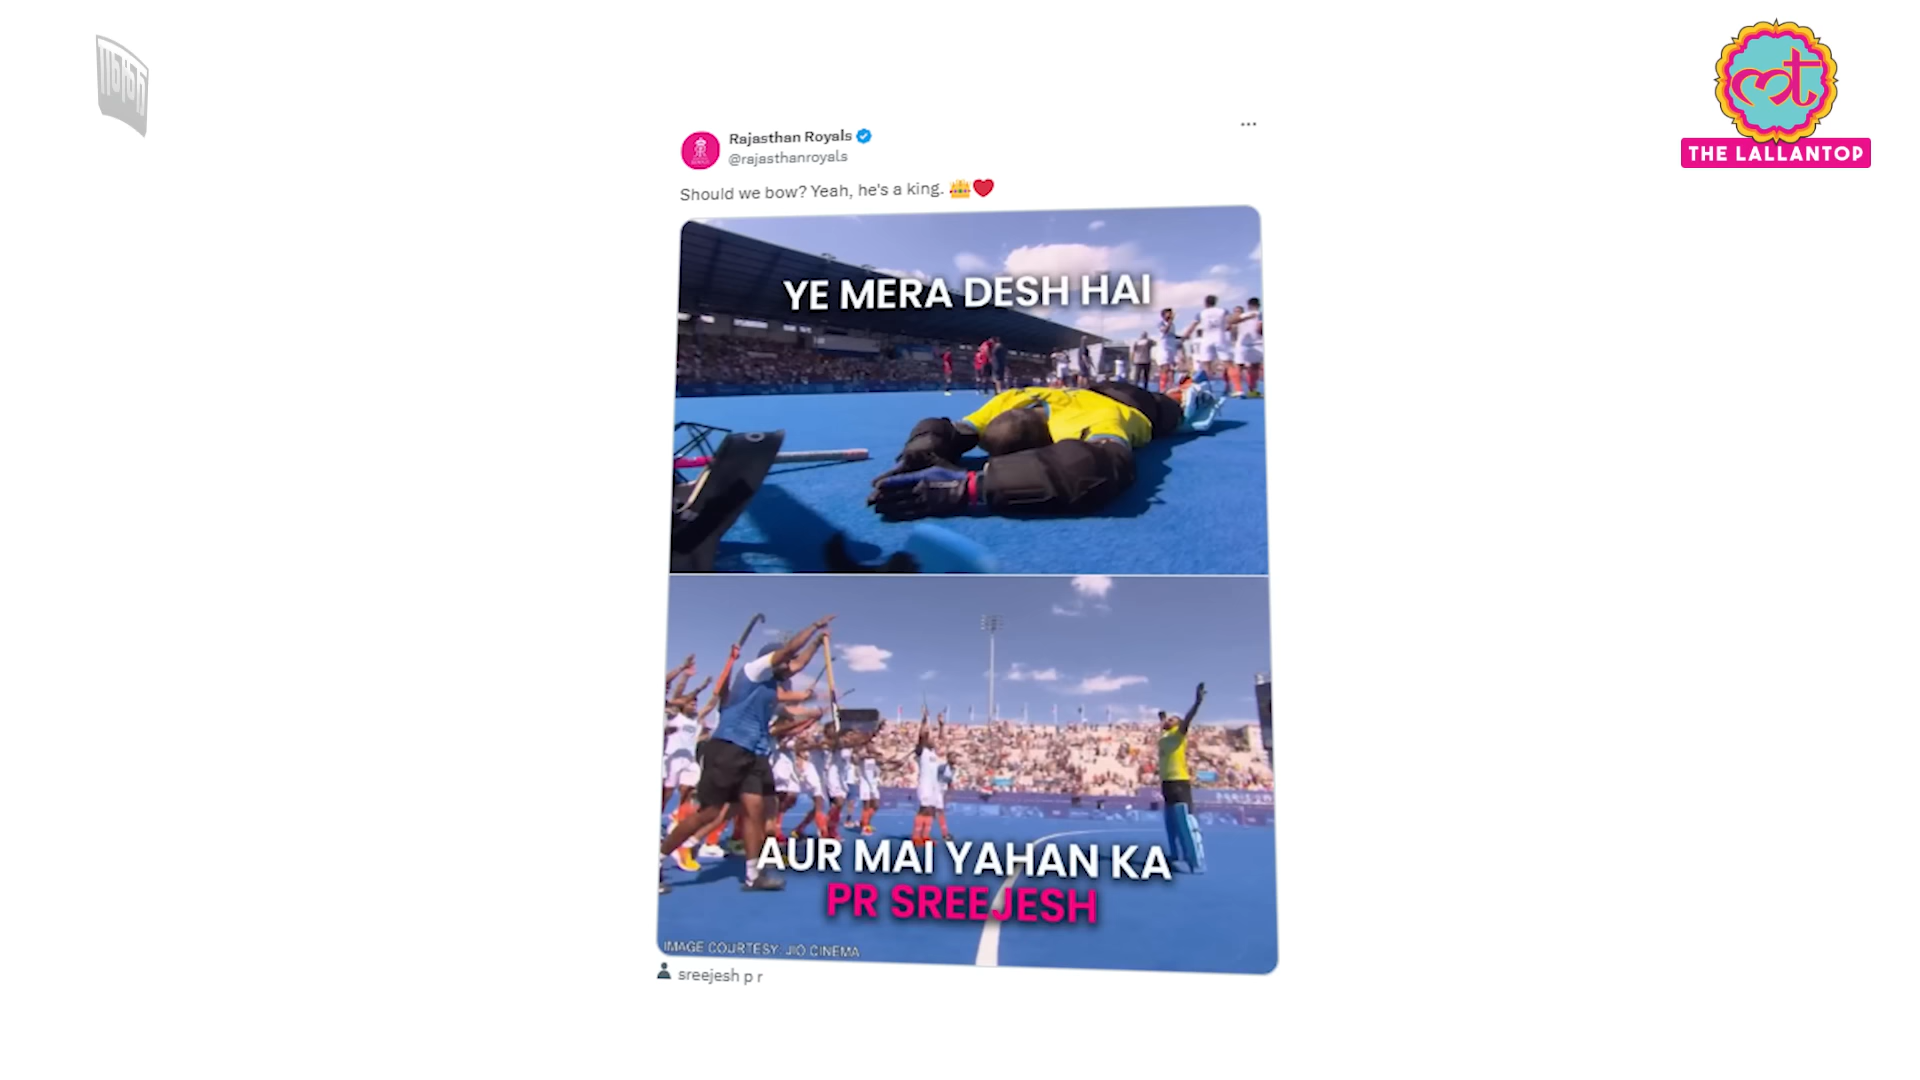 THE LALLANTOP
Rajasthan Royals
@rajasthanroyals
Should we bow? Yeah, he's a king.
YE MERA DESH HAI
AUR MAI YAHAN KA
PR SREEJESH
IMAGE COURTESY: JIO CINEMA
sreejesh p r